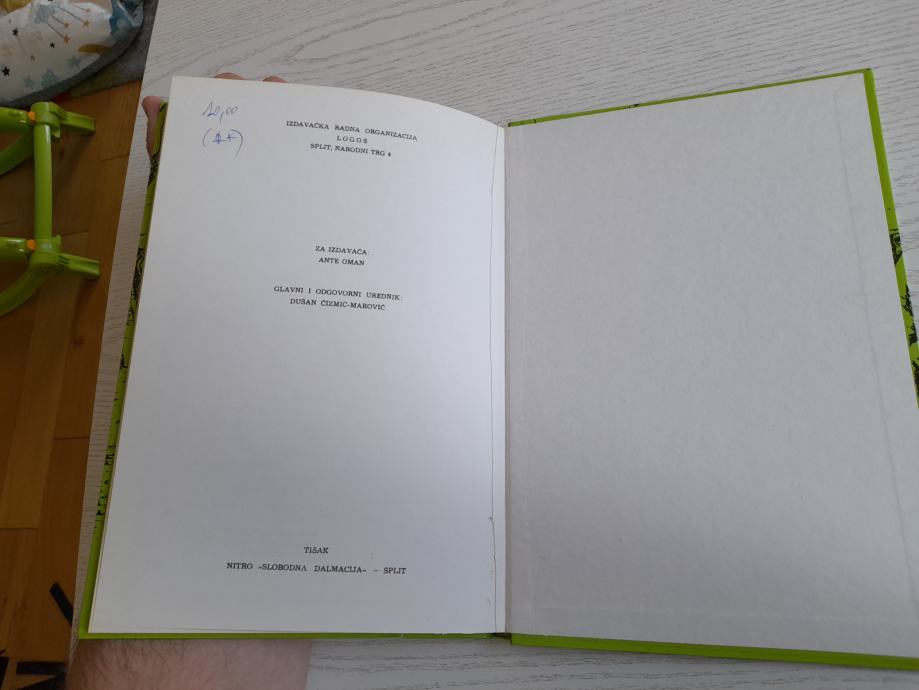 10,00
IZDAVAČKA RADNA ORGANIZACIJA
LOGOS
SPLIT, NARODNI TRG 4
ZA IZDAVAČA:
ANTE OMAN
GLAVNI I ODGOVORNI UREDNIK:
DUŠAN ČIZMIĆ-MAROVIĆ
TISAK
NITRO »SLOBODNA DALMACIJA« – SPLIT